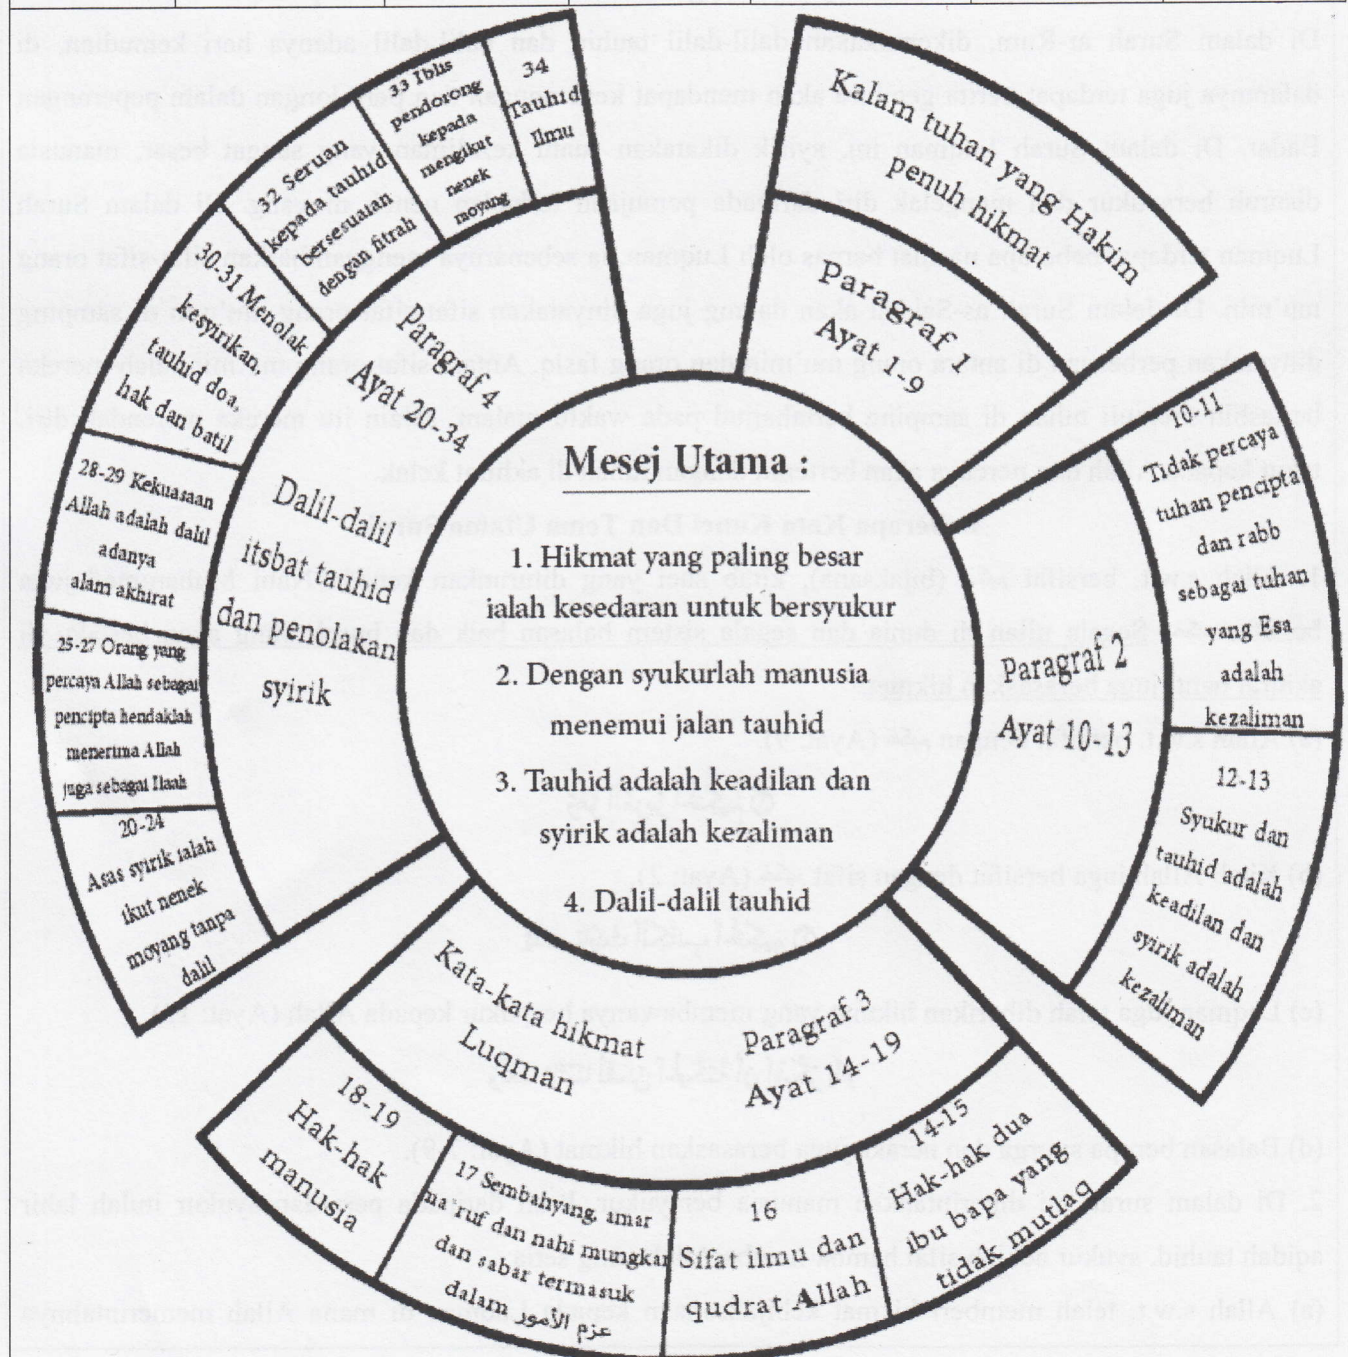 Mesej Utama :
1. Hikmat yang paling besar
ialah kesedaran untuk bersyukur
2. Dengan syukurlah manusia
menemui jalan tauhid
3. Tauhid adalah keadilan dan
syirik adalah kezaliman
4. Dalil-dalil tauhid
Kalam tuhan yang Hakim
penuh hikmat
Paragraf 1
Ayat 1-9
10-11
Tidak percaya
tuhan pencipta
dan rabb
sebagai tuhan
yang Esa
adalah
kezaliman
Paragraf 2
Ayat 10-13
12-13
Syukur dan
tauhid adalah
keadilan dan
syirik adalah
kezaliman
Kata-kata hikmat
Luqman
Paragraf 3
Ayat 14-19
14-15
Hak-hak dua
ibu bapa yang
tidak mutlaq
16
Sifat ilmu dan
qudrat Allah
17 Sembahyang, amar
maruf dan nahi mungkar
dan sabar termasuk
dalam عزم الأمور
18-19
Hak-hak
manusia
Paragraf 4
Ayat 20-34
Dalil-dalil
itsbat tauhid
dan penolakan
syirik
20-24
Asas syirik ialah
ikut nenek
moyang tanpa
dalil
25-27 Orang yang
percaya Allah sebagai
pencipta hendaklah
menerima Allah
juga sebagai Ilaah
28-29 Kekuasaan
Allah adalah dalil
adanya
alam akhirat
30-31 Menolak
kesyirikan,
tauhid doa,
hak dan batil
32 Seruan
kepada tauhid
bersesuaian
dengan fitrah
33 Iblis
pendorong
kepada
mengikut
nenek
moyang
34
Tauhid
Ilmu